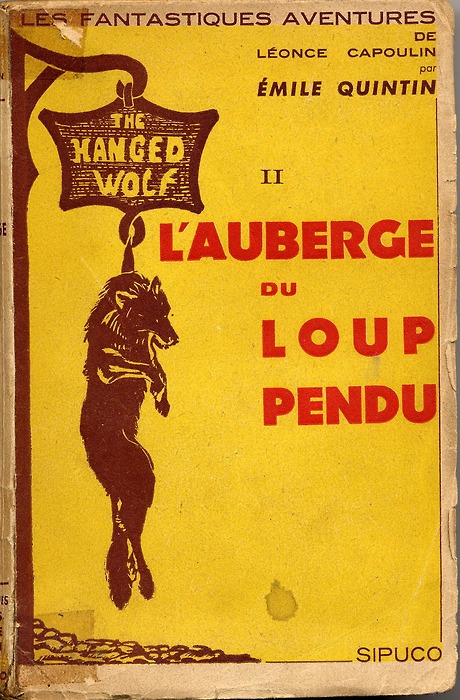 LES FANTASTIQUES AVENTURES
DE
LÉONCE CAPOULIN
par
ÉMILE QUINTIN
THE
HANGED
WOLF
II
L'AUBERGE
DU
LOUP
PENDU
SIPUCO